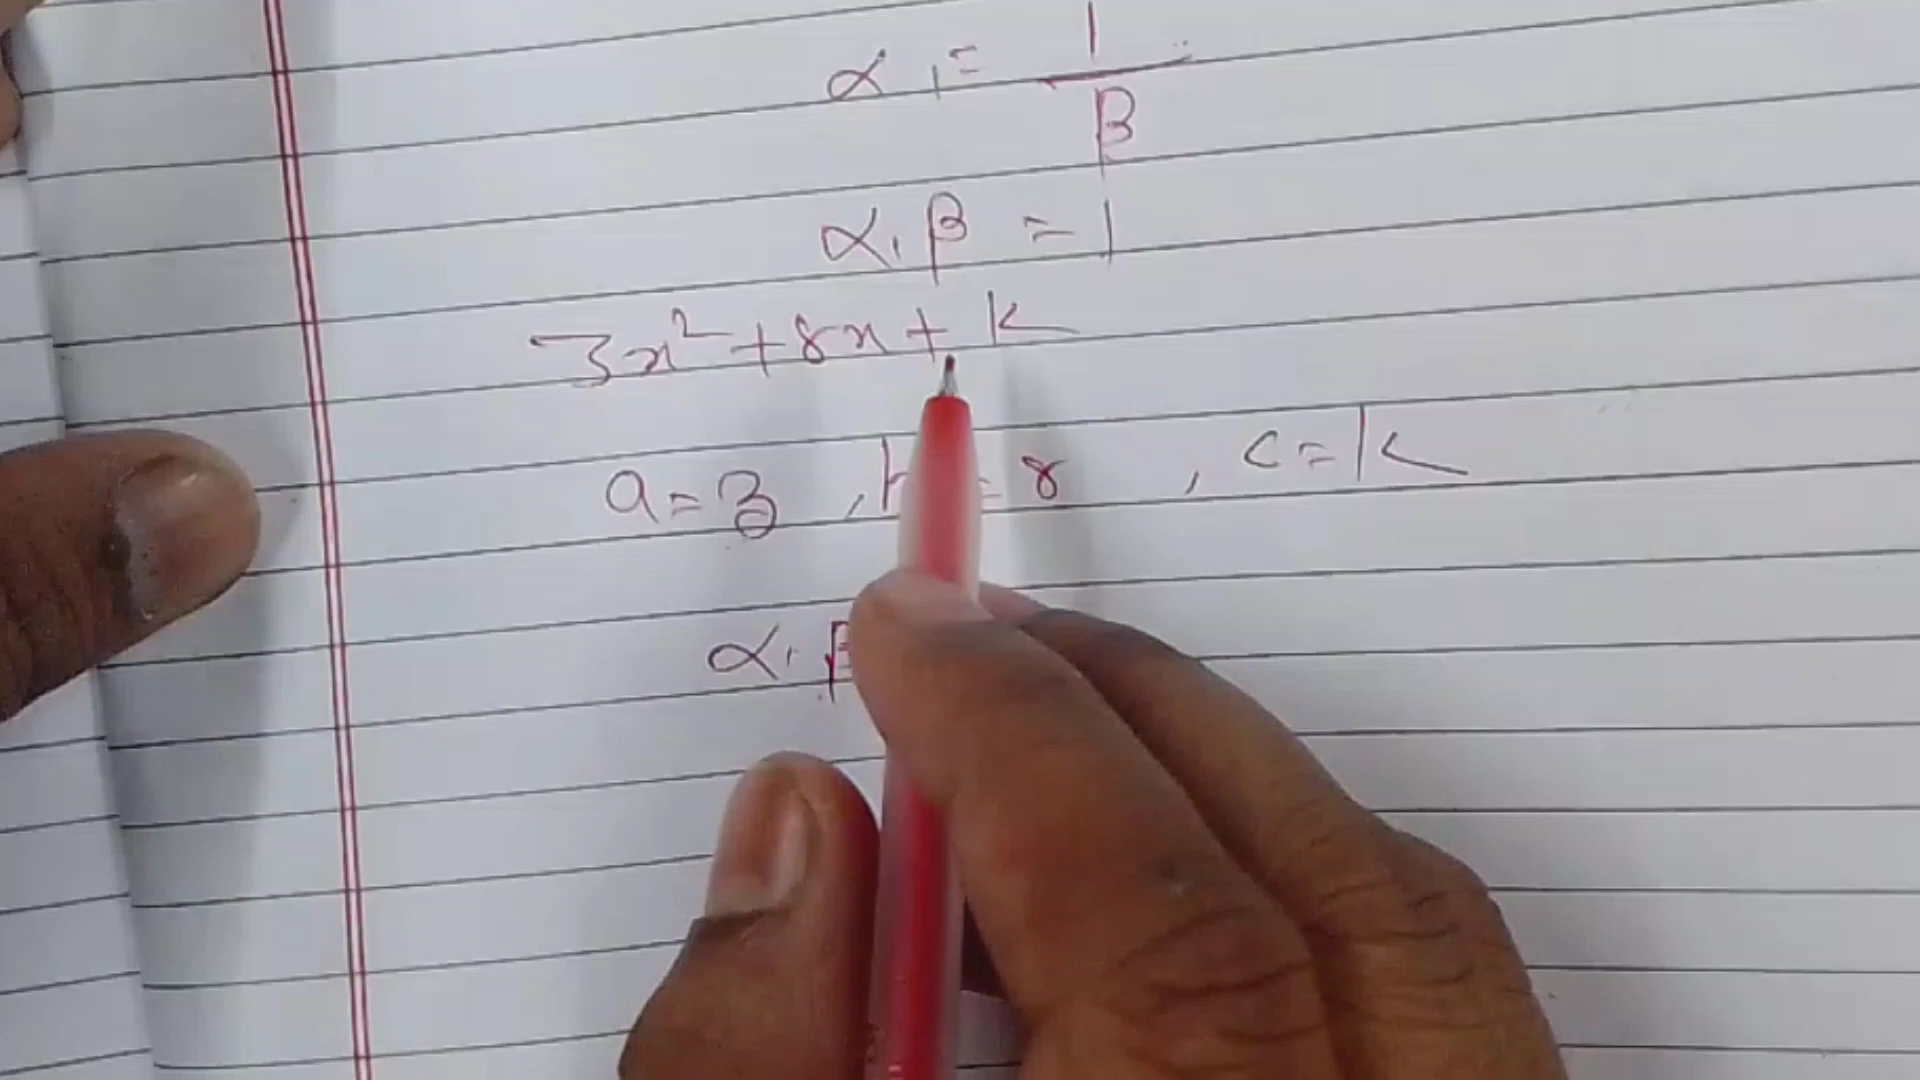 α = 1/β
α.β = 1
3x² + 8x + k
a = 3 , b = 8 , c = k
α.β